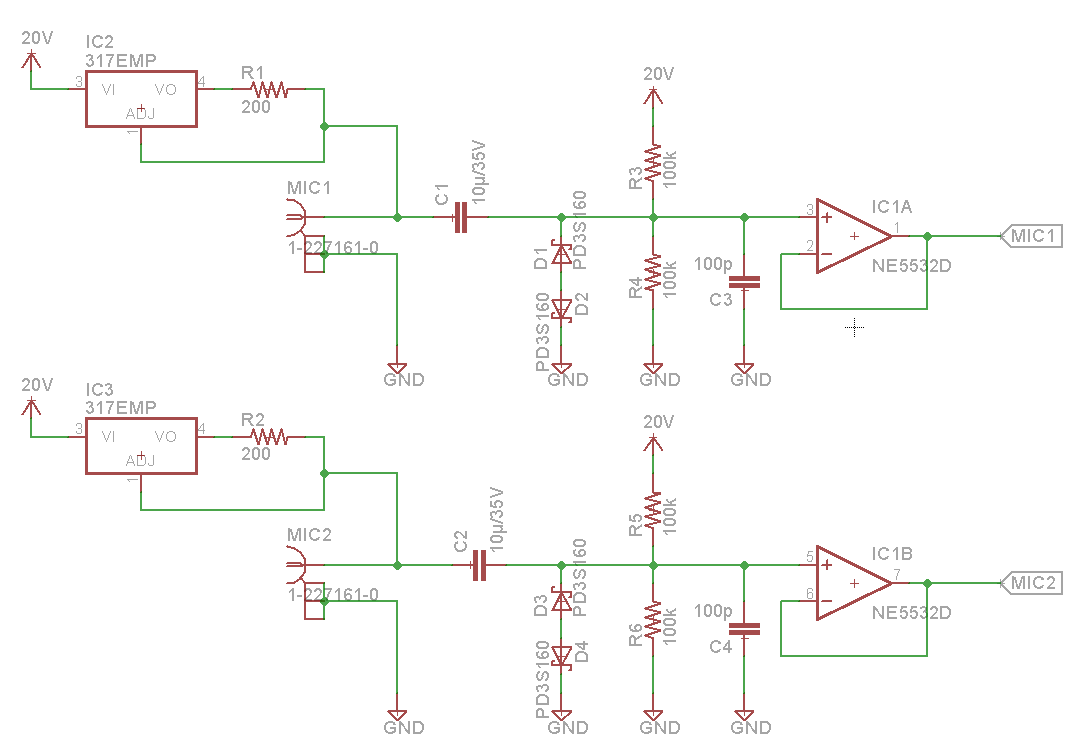 20V
IC2
317EMP
3
VI
VO
4
ADJ
1
R1
200
MIC1
1-227161-0
GND
C1
10µ/35V
D1
PD3S160
PD3S160
D2
GND
20V
R3
100k
R4
100k
GND
100p
C3
GND
3
2
1
IC1A
NE5532D
MIC1
20V
IC3
317EMP
3
VI
VO
4
ADJ
1
R2
200
MIC2
1-227161-0
GND
C2
10µ/35V
D3
PD3S160
PD3S160
D4
GND
20V
R5
100k
R6
100k
GND
100p
C4
GND
5
6
7
IC1B
NE5532D
MIC2